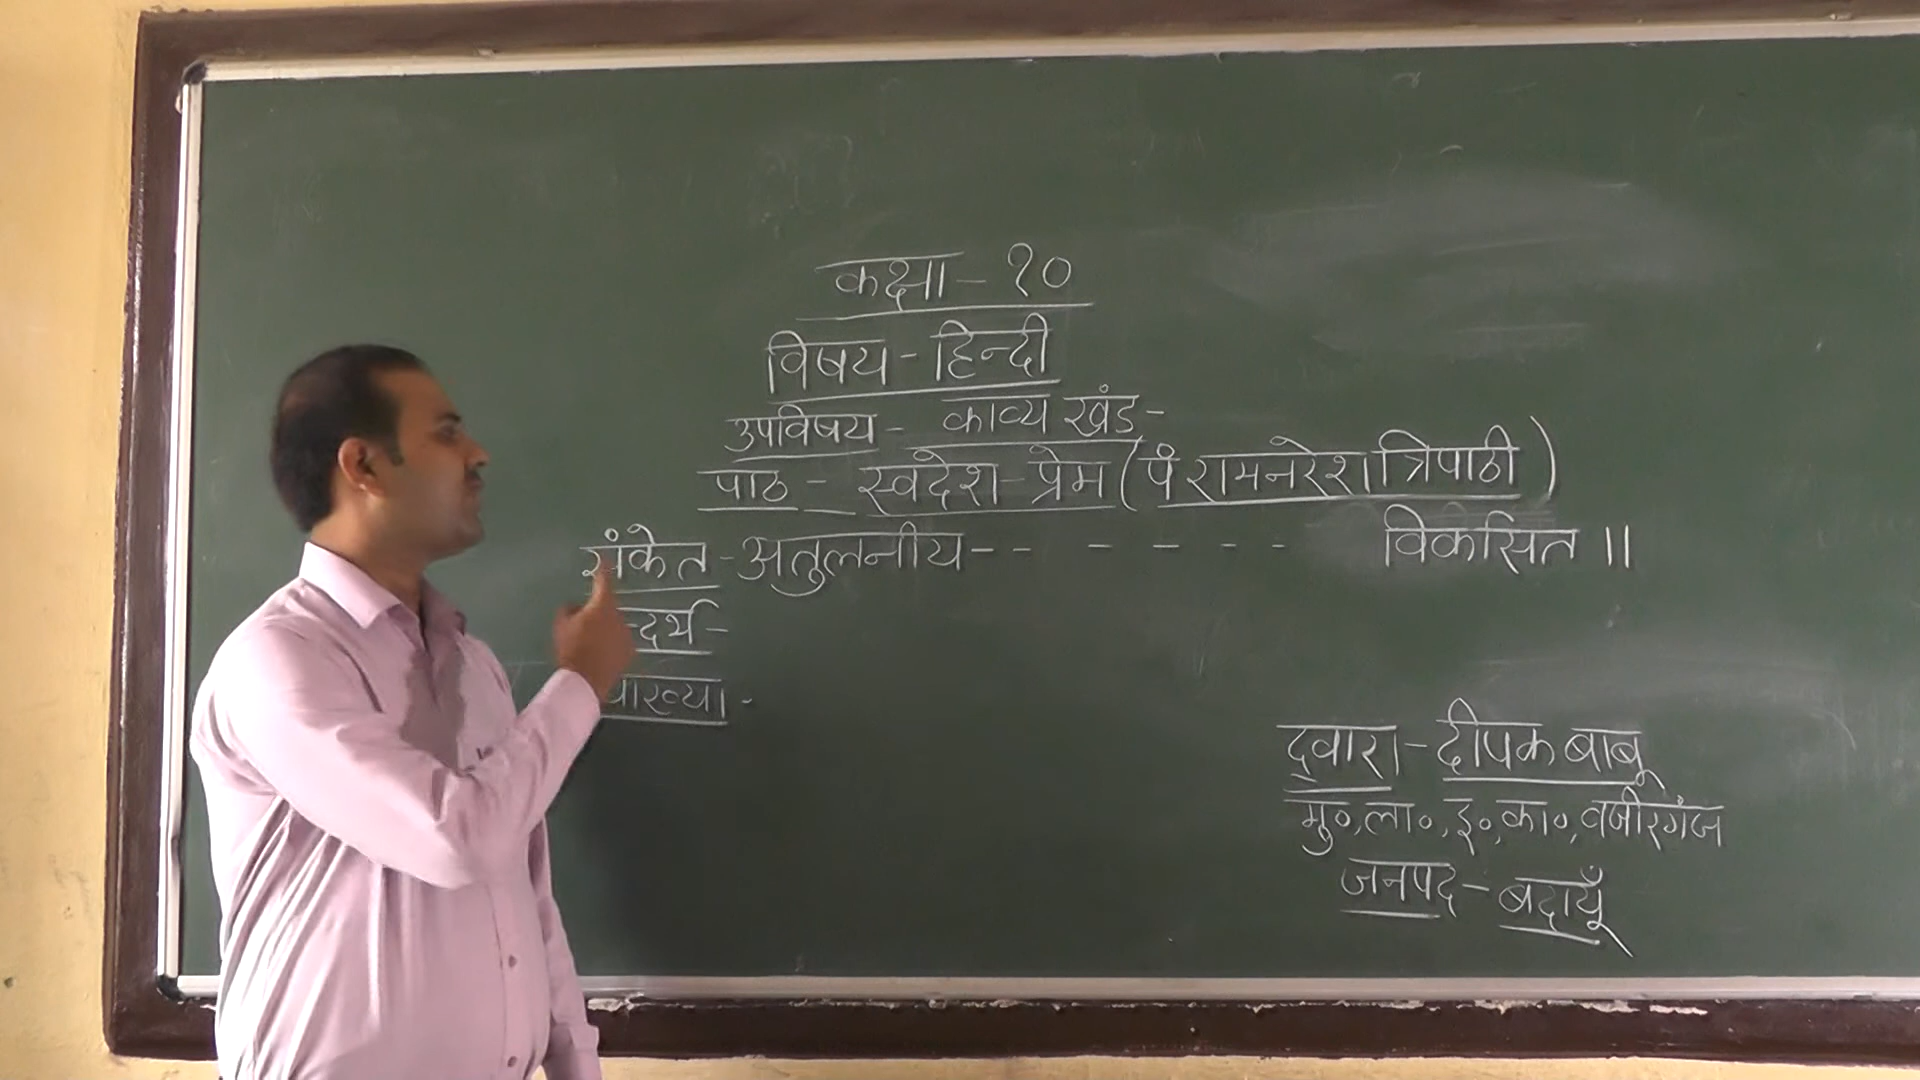 कक्षा - १०
विषय - हिन्दी
उपविषय - काव्य खंड -
पाठ - स्वदेश - प्रेम ( पं रामनरेश त्रिपाठी )
संकेत - अतुलनीय - - - - - - विकसित ॥
न्दर्भ -
याख्या -
द्वारा - दीपक बाबू
मु०, ला०, इ०, का०, वजीरगंज
जनपद - बदायूँ